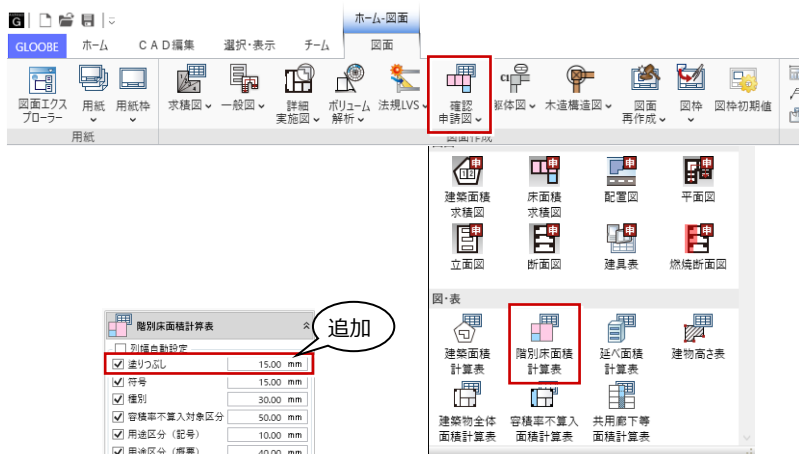 G
ホーム-図面
GLOOBE
ホーム
CAD編集
選択･表示
チーム
図面
図面エクス
プローラー
用紙
用紙枠
求積図
一般図
詳細
実施図
ボリューム
解析
法規LVS
確認
申請図
躯体図
木造構造図
図面
再作成
図枠
図枠初期値
用紙
図面作成
建築面積
求積図
床面積
求積図
配置図
平面図
立面図
断面図
建具表
燃焼断面図
図･表
建築面積
計算表
階別床面積
計算表
延べ面積
計算表
建物高さ表
建築物全体
面積計算表
容積率不算入
面積計算表
共用廊下等
面積計算表
階別床面積計算表
追加
列幅自動設定
塗りつぶし 15.00 mm
符号 15.00 mm
種別 30.00 mm
容積率不算入対象区分 50.00 mm
用途区分（記号） 10.00 mm
用途区分（概要） 40.00 mm